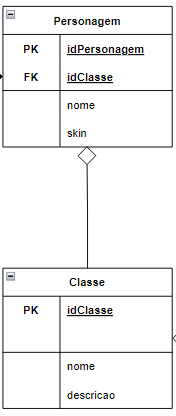 Personagem
PK idPersonagem
FK idClasse
nome
skin
Classe
PK idClasse
nome
descricao